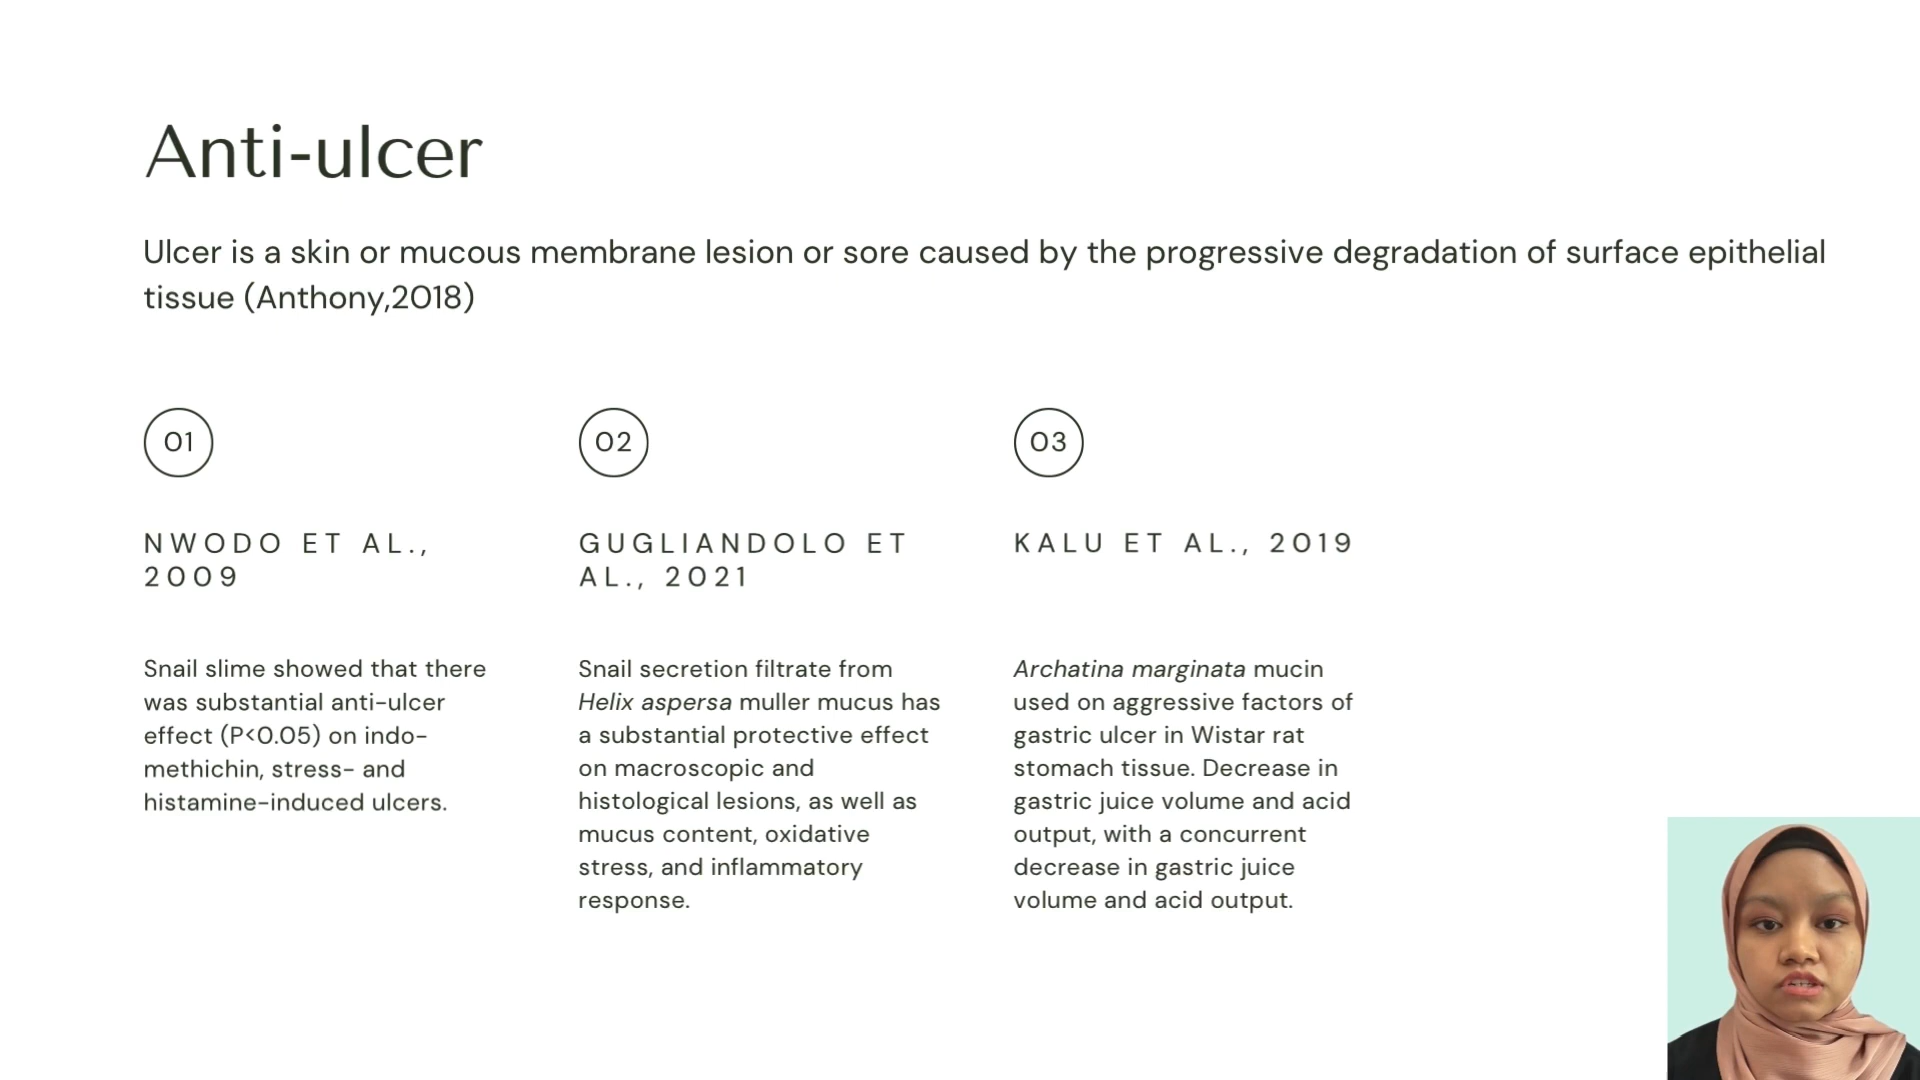 Anti-ulcer
Ulcer is a skin or mucous membrane lesion or sore caused by the progressive degradation of surface epithelial
tissue (Anthony,2018)
01
NWODO ET AL.,
2009
Snail slime showed that there
was substantial anti-ulcer
effect (P<0.05) on indo-
methichin, stress- and
histamine-induced ulcers.
02
GUGLIANDOLO ET
AL., 2021
Snail secretion filtrate from
Helix aspersa muller mucus has
a substantial protective effect
on macroscopic and
histological lesions, as well as
mucus content, oxidative
stress, and inflammatory
response.
03
KALU ET AL., 2019
Archatina marginata mucin
used on aggressive factors of
gastric ulcer in Wistar rat
stomach tissue. Decrease in
gastric juice volume and acid
output, with a concurrent
decrease in gastric juice
volume and acid output.